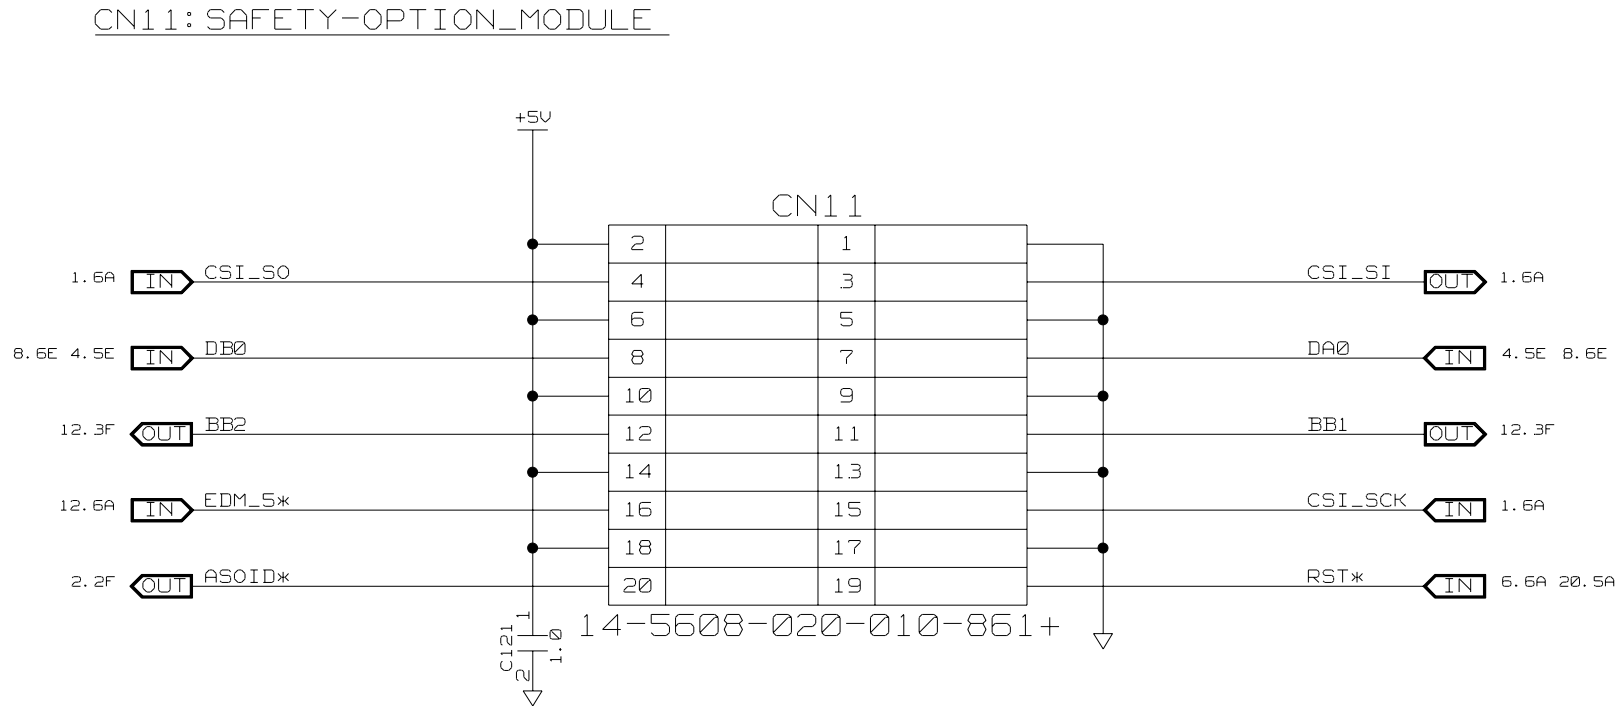 CN11:SAFETY-OPTION_MODULE
+5V
CN11
2 1
1.6A IN CSI_SO 4 3 CSI_SI OUT 1.6A
6 5
8.6E 4.5E IN DB0 8 7 DA0 IN 4.5E 8.6E
10 9
12.3F OUT BB2 12 11 BB1 OUT 12.3F
14 13
12.6A IN EDM_5* 16 15 CSI_SCK IN 1.6A
18 17
2.2F OUT ASOID* 20 19 RST* IN 6.6A 20.5A
14-5608-020-010-861+
C121
1
2
1.0